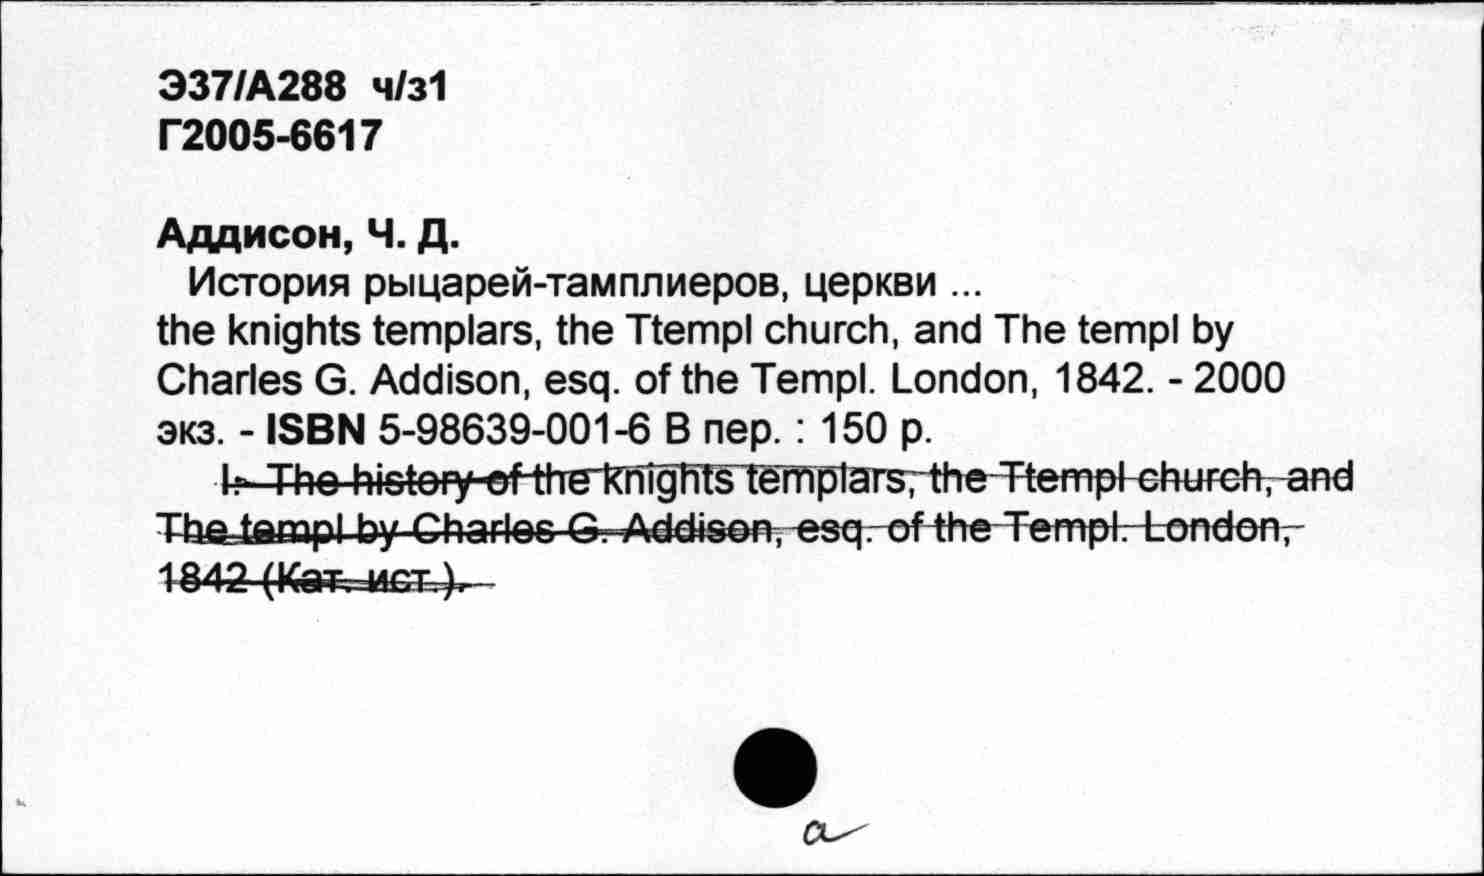 Э37/А288 ч/з1
Г2005-6617
Аддисон, Ч. Д.
История рыцарей-тамплиеров, церкви ...
the knights templars, the Ttempl church, and The templ by
Charles G. Addison, esq. of the Templ. London, 1842. - 2000
экз. - ISBN 5-98639-001-6 В пер. : 150 р.
I. The history of the knights templars, the Ttempl church, and
The templ by Charles G. Addison, esq. of the Templ. London,
1842 (Кат. ист.).
а